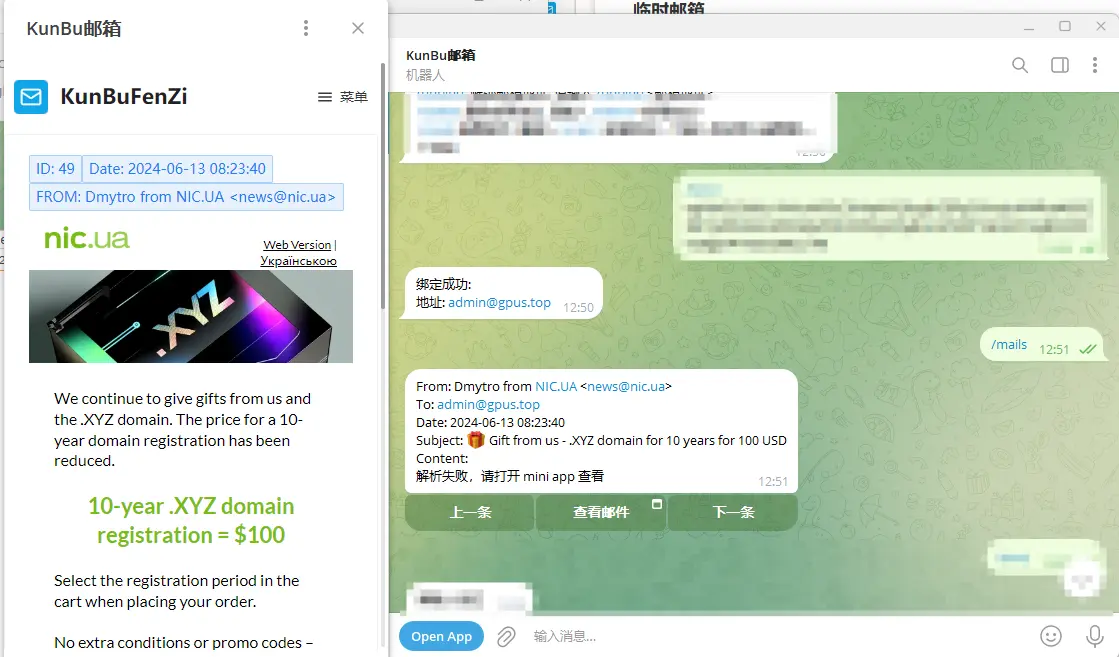 KunBu邮箱
KunBuFenZi
菜单
ID: 49
Date: 2024-06-13 08:23:40
FROM: Dmytro from NIC.UA <news@nic.ua>
nic.ua
Web Version |
Українською
.XYZ
We continue to give gifts from us and
the .XYZ domain. The price for a 10-
year domain registration has been
reduced.
10-year .XYZ domain
registration = $100
Select the registration period in the
cart when placing your order.
No extra conditions or promo codes –
临时邮箱
KunBu邮箱
机器人
12:50
绑定成功:
地址: admin@gpus.top
12:50
/mails
12:51
From: Dmytro from NIC.UA <news@nic.ua>
To: admin@gpus.top
Date: 2024-06-13 08:23:40
Subject: 🎁 Gift from us - .XYZ domain for 10 years for 100 USD
Content:
解析失败，请打开 mini app 查看
12:51
上一条
查看邮件
下一条
Open App
输入消息...